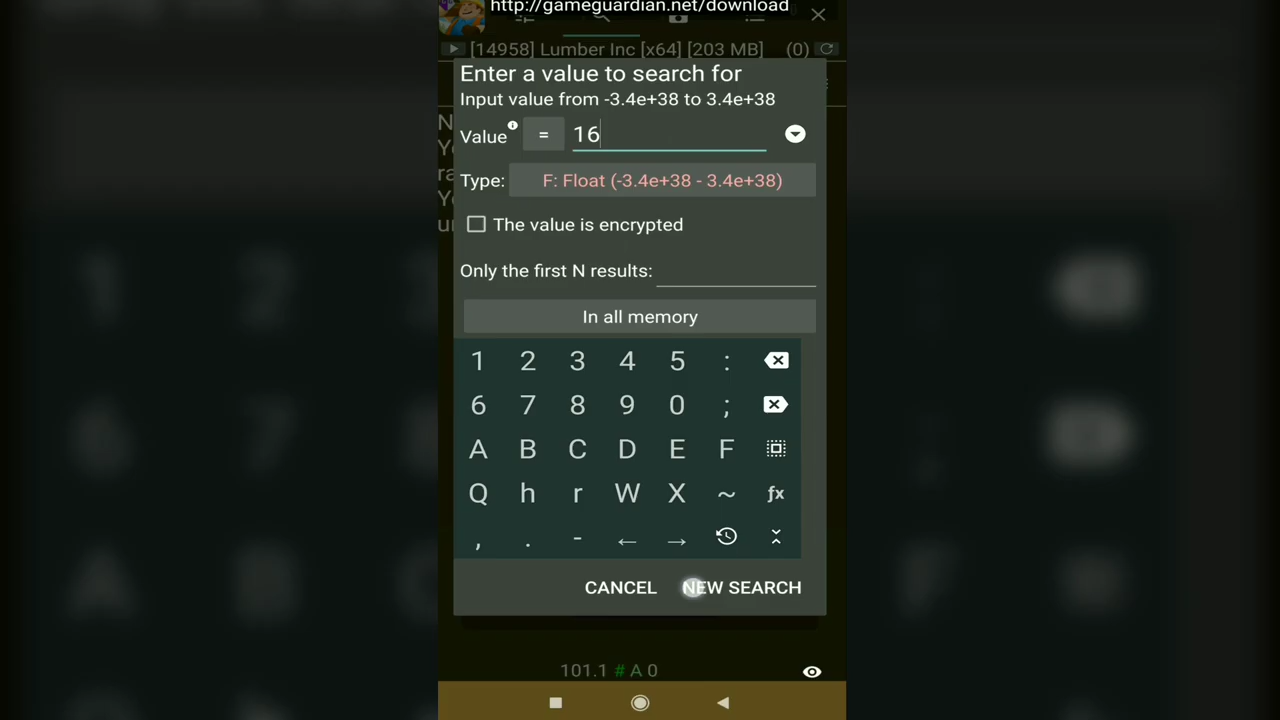 http://gameguardian.net/download
[14958] Lumber Inc [x64] [203 MB] (0)
Enter a value to search for
Input value from -3.4e+38 to 3.4e+38
Value = 16
Type: F: Float (-3.4e+38 - 3.4e+38)
The value is encrypted
Only the first N results:
In all memory
1 2 3 4 5 :
6 7 8 9 0 ;
A B C D E F
Q h r W X ~ ƒx
, . - ← →
CANCEL NEW SEARCH
101.1 # A 0